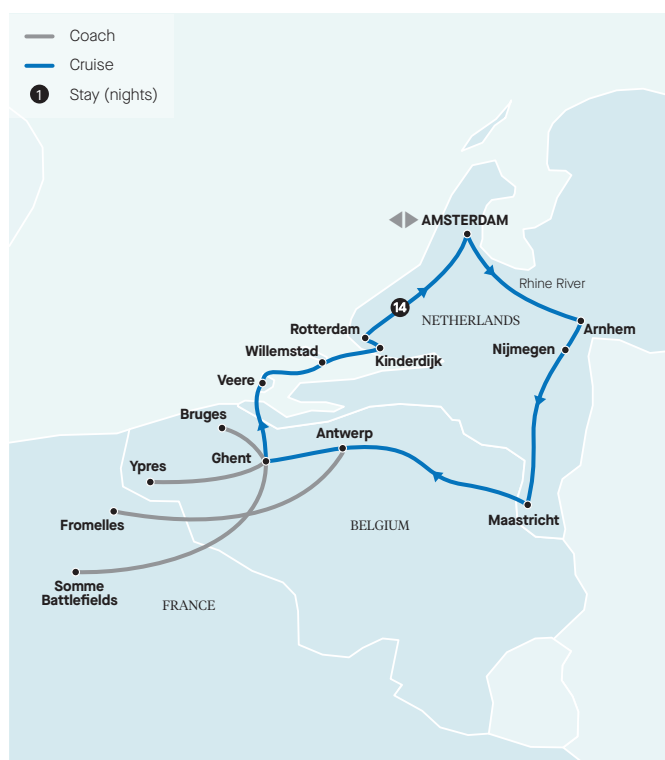 Coach
Cruise
1 Stay (nights)
AMSTERDAM
Rhine River
14
NETHERLANDS
Rotterdam
Arnhem
Willemstad
Nijmegen
Kinderdijk
Veere
Bruges
Antwerp
Ghent
Ypres
Maastricht
Fromelles
BELGIUM
Somme
Battlefields
FRANCE